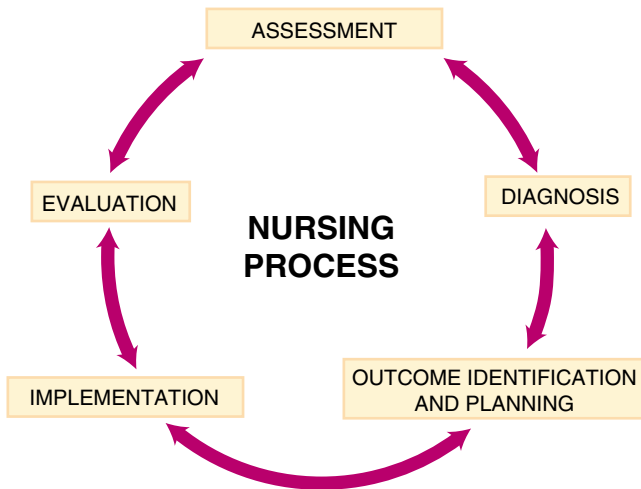 ASSESSMENT
DIAGNOSIS
OUTCOME IDENTIFICATION
AND PLANNING
IMPLEMENTATION
EVALUATION
NURSING
PROCESS